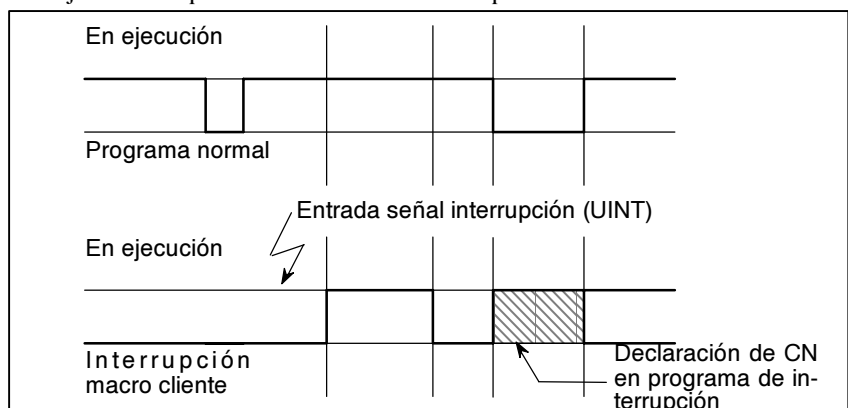 En ejecución
Programa normal
Entrada señal interrupción (UINT)
En ejecución
Interrupción
macro cliente
Declaración de CN
en programa de in-
terrupción